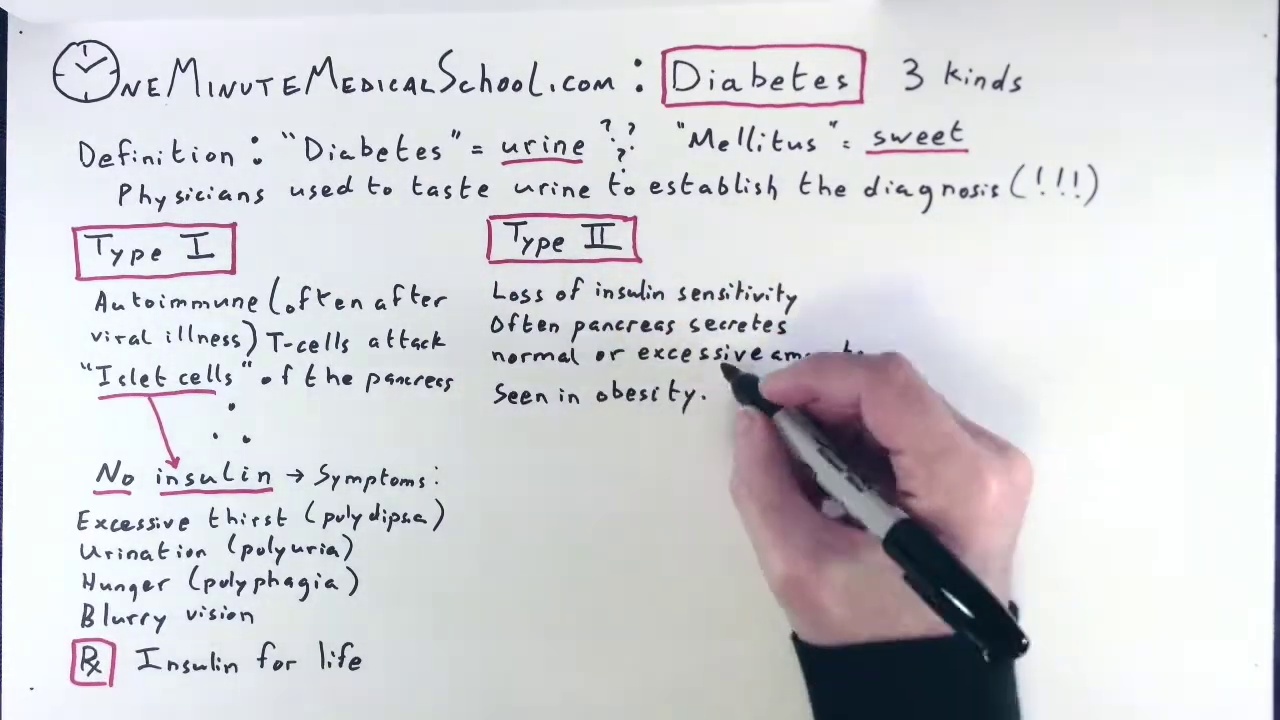 OneMinuteMedicalSchool.com : Diabetes 3 kinds
Definition : "Diabetes" = urine ??? "Mellitus" = sweet
Physicians used to taste urine to establish the diagnosis (!!!)
Type I
Autoimmune (often after
viral illness) T-cells attack
"Islet cells" of the pancreas
No insulin → Symptoms:
Excessive thirst (polydipsia)
Urination (polyuria)
Hunger (polyphagia)
Blurry vision
Rx Insulin for life
Type II
Loss of insulin sensitivity
Often pancreas secretes
normal or excessive
Seen in obesity.